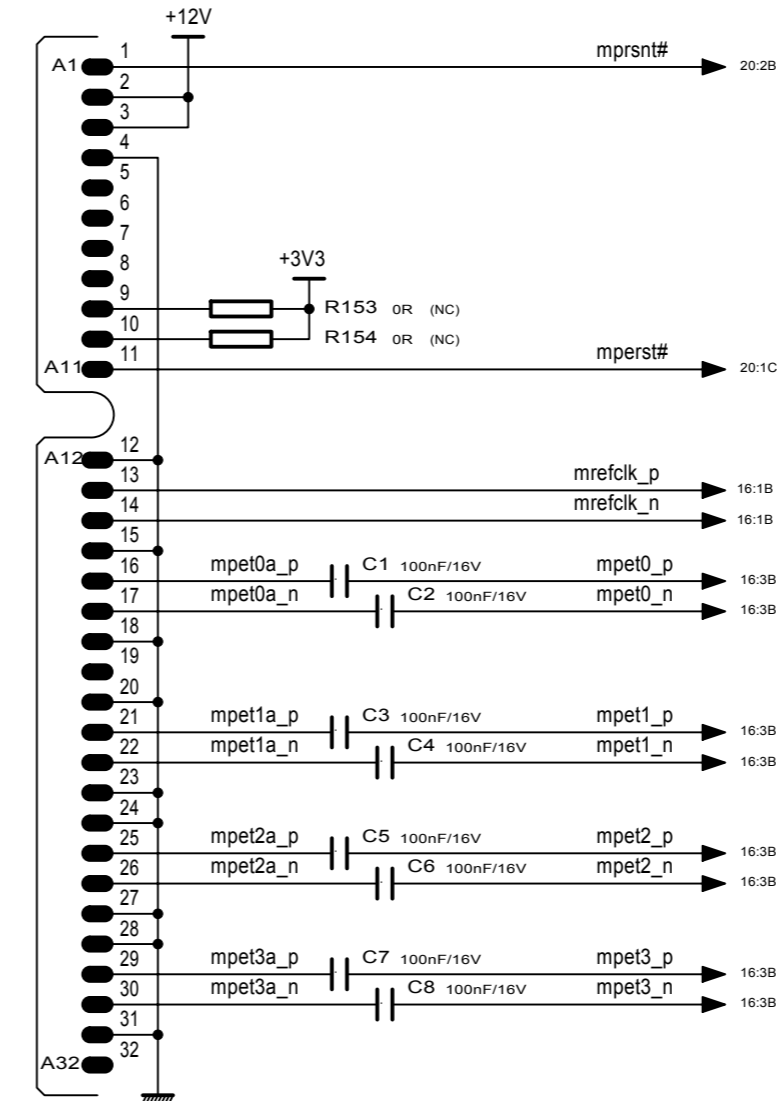 +12V
1 mprsnt# 20:2B
A1
2
3
4
5
6
7
8
+3V3
9
R153 0R (NC)
10
R154 0R (NC)
11 mperst# 20:1C
A11
12
A12
13 mrefclk_p 16:1B
14 mrefclk_n 16:1B
15
16 mpet0a_p C1 100nF/16V mpet0_p 16:3B
17 mpet0a_n C2 100nF/16V mpet0_n 16:3B
18
19
20
21 mpet1a_p C3 100nF/16V mpet1_p 16:3B
22 mpet1a_n C4 100nF/16V mpet1_n 16:3B
23
24
25 mpet2a_p C5 100nF/16V mpet2_p 16:3B
26 mpet2a_n C6 100nF/16V mpet2_n 16:3B
27
28
29 mpet3a_p C7 100nF/16V mpet3_p 16:3B
30 mpet3a_n C8 100nF/16V mpet3_n 16:3B
31
32
A32